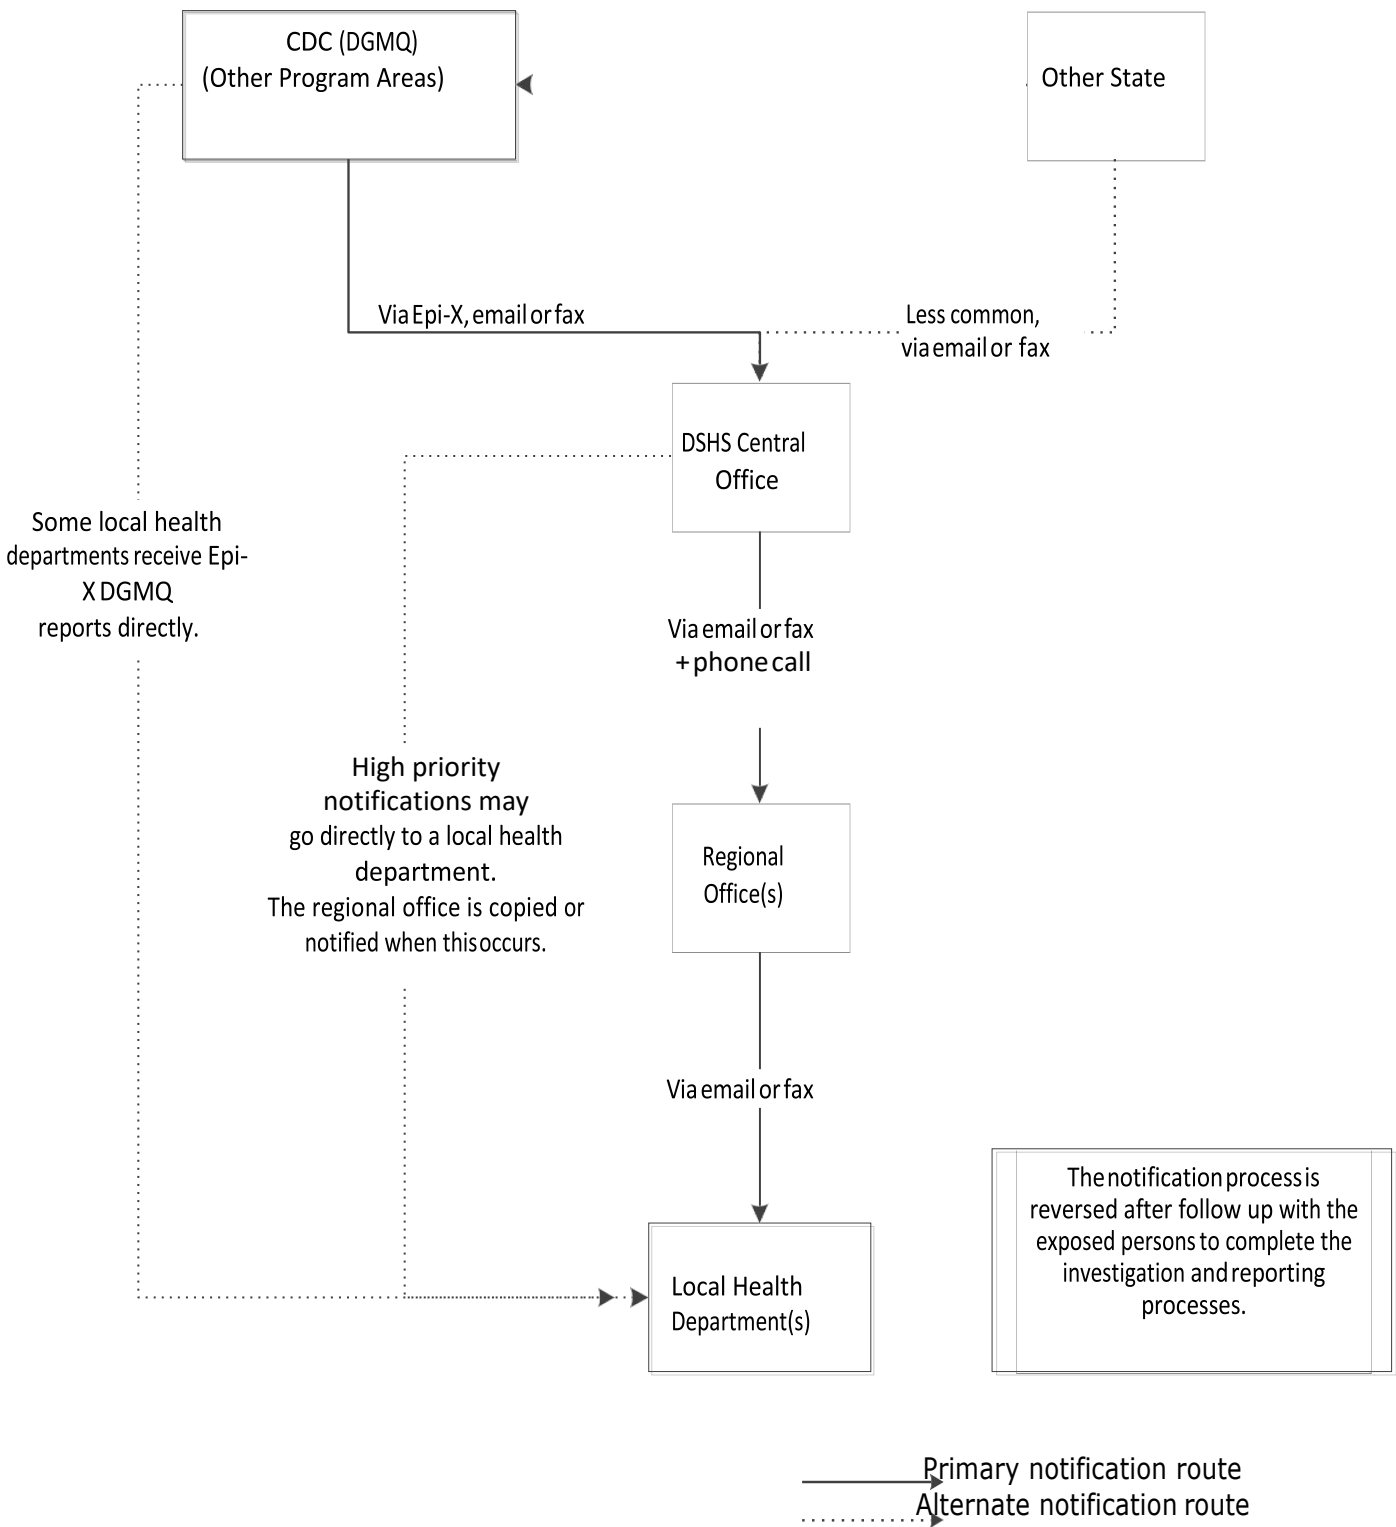 CDC (DGMQ)
(Other Program Areas)
Other State
Via Epi-X, email or fax
Less common,
via email or fax
DSHS Central
Office
Some local health
departments receive Epi-
X DGMQ
reports directly.
Via email or fax
+ phone call
High priority
notifications may
go directly to a local health
department.
The regional office is copied or
notified when this occurs.
Regional
Office(s)
Via email or fax
The notification process is
reversed after follow up with the
exposed persons to complete the
investigation and reporting
processes.
Local Health
Department(s)
Primary notification route
Alternate notification route